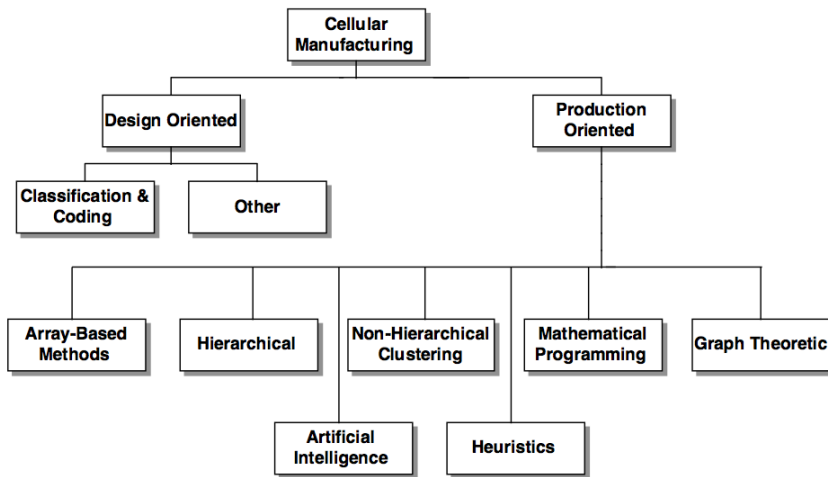 Cellular
Manufacturing
Design Oriented
Production
Oriented
Classification &
Coding
Other
Array-Based
Methods
Hierarchical
Non-Hierarchical
Clustering
Mathematical
Programming
Graph Theoretic
Artificial
Intelligence
Heuristics